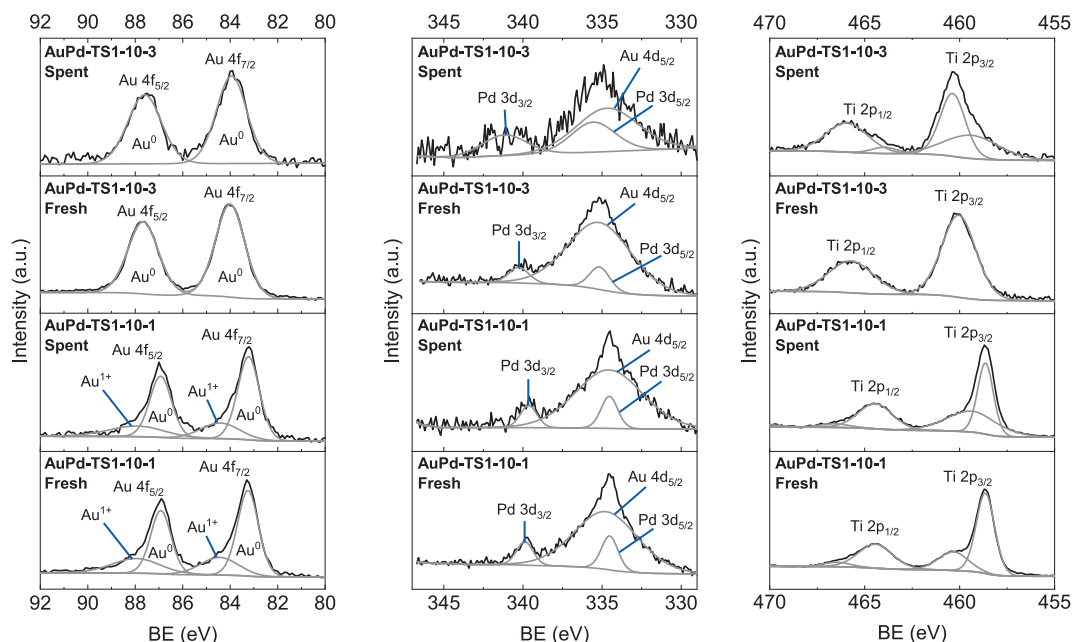 92 90 88 86 84 82 80
AuPd-TS1-10-3
Spent
Au 4f5/2
Au 4f7/2
Au0
Au0
AuPd-TS1-10-3
Fresh
Au 4f5/2
Au 4f7/2
Au0
Au0
AuPd-TS1-10-1
Spent
Au 4f5/2
Au 4f7/2
Au1+
Au0
Au1+
Au0
AuPd-TS1-10-1
Fresh
Au 4f5/2
Au 4f7/2
Au1+
Au0
Au1+
Au0
Intensity (a.u.)
92 90 88 86 84 82 80
BE (eV)
345 340 335 330
AuPd-TS1-10-3
Spent
Au 4d5/2
Pd 3d3/2
Pd 3d5/2
AuPd-TS1-10-3
Fresh
Au 4d5/2
Pd 3d3/2
Pd 3d5/2
AuPd-TS1-10-1
Spent
Au 4d5/2
Pd 3d3/2
Pd 3d5/2
AuPd-TS1-10-1
Fresh
Au 4d5/2
Pd 3d3/2
Pd 3d5/2
Intensity (a.u.)
345 340 335 330
BE (eV)
470 465 460 455
AuPd-TS1-10-3
Spent
Ti 2p3/2
Ti 2p1/2
AuPd-TS1-10-3
Fresh
Ti 2p3/2
Ti 2p1/2
AuPd-TS1-10-1
Spent
Ti 2p3/2
Ti 2p1/2
AuPd-TS1-10-1
Fresh
Ti 2p3/2
Ti 2p1/2
Intensity (a.u.)
470 465 460 455
BE (eV)